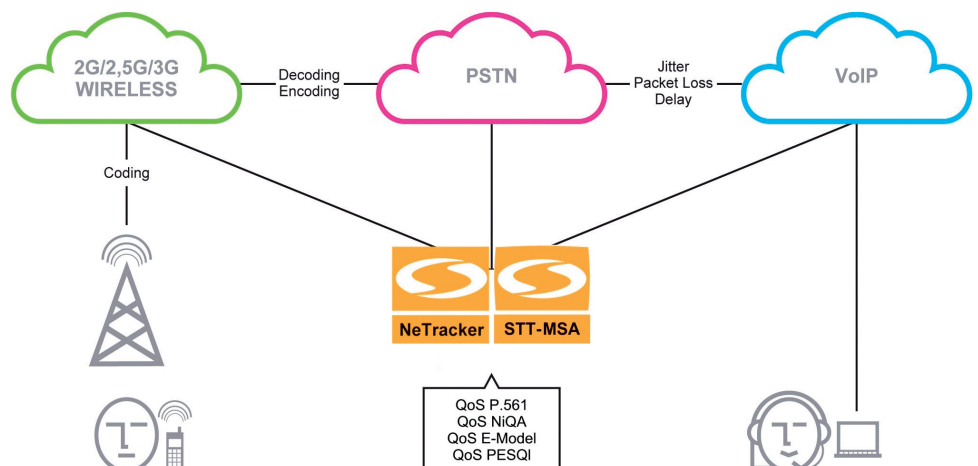 2G/2,5G/3G
WIRELESS
Decoding
Encoding
PSTN
Jitter
Packet Loss
Delay
VoIP
Coding
NeTracker
STT-MSA
QoS P.561
QoS NiQA
QoS E-Model
QoS PESQI